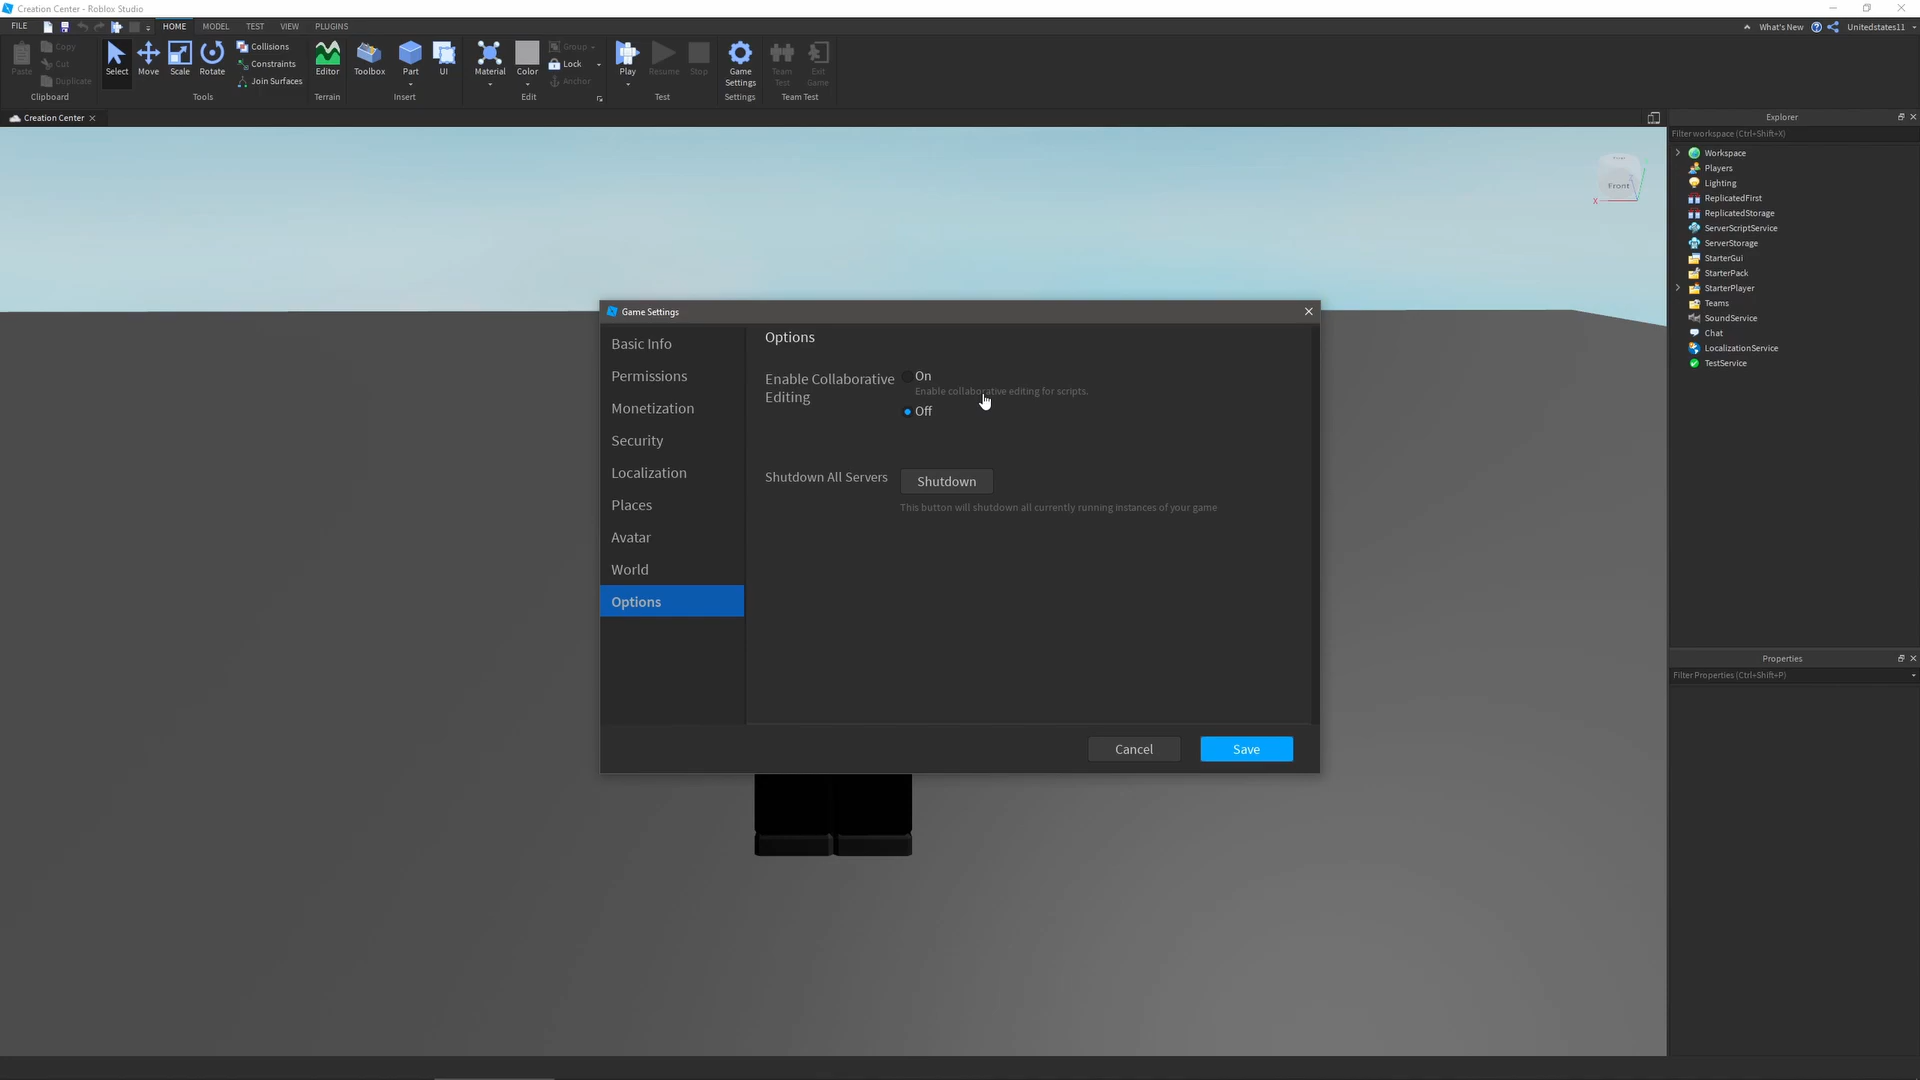 Creation Center - Roblox Studio
FILE HOME MODEL TEST VIEW PLUGINS What's New Unitedstates11
Paste Copy Cut Duplicate
Clipboard
Select Move Scale Rotate Collisions Constraints Join Surfaces
Tools
Editor
Terrain
Toolbox Part UI
Insert
Material Color Group Lock Anchor
Edit
Play Resume Stop
Test
Game Settings
Settings
Team Test Exit Game
Team Test
Creation Center
Explorer
Filter workspace (Ctrl+Shift+X)
Workspace
Players
Lighting
ReplicatedFirst
ReplicatedStorage
ServerScriptService
ServerStorage
StarterGui
StarterPack
StarterPlayer
Teams
SoundService
Chat
LocalizationService
TestService
Front
X
Game Settings
Basic Info
Permissions
Monetization
Security
Localization
Places
Avatar
World
Options
Options
Enable Collaborative Editing
On
Enable collaborative editing for scripts.
Off
Shutdown All Servers
Shutdown
This button will shutdown all currently running instances of your game
Cancel
Save
Properties
Filter Properties (Ctrl+Shift+P)